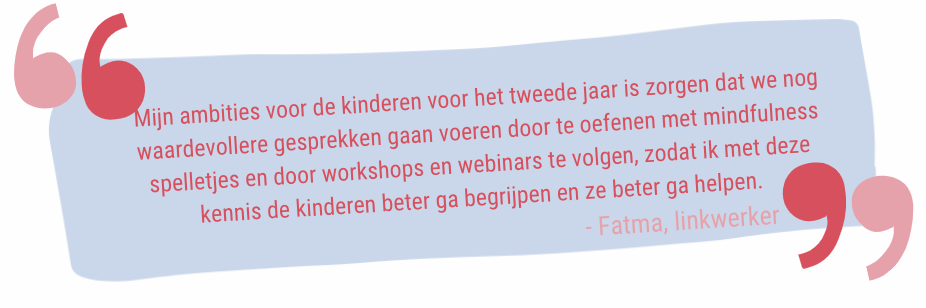 Mijn ambities voor de kinderen voor het tweede jaar is zorgen dat we nog
waardevollere gesprekken gaan voeren door te oefenen met mindfulness
spelletjes en door workshops en webinars te volgen, zodat ik met deze
kennis de kinderen beter ga begrijpen en ze beter ga helpen.
- Fatma, linkwerker